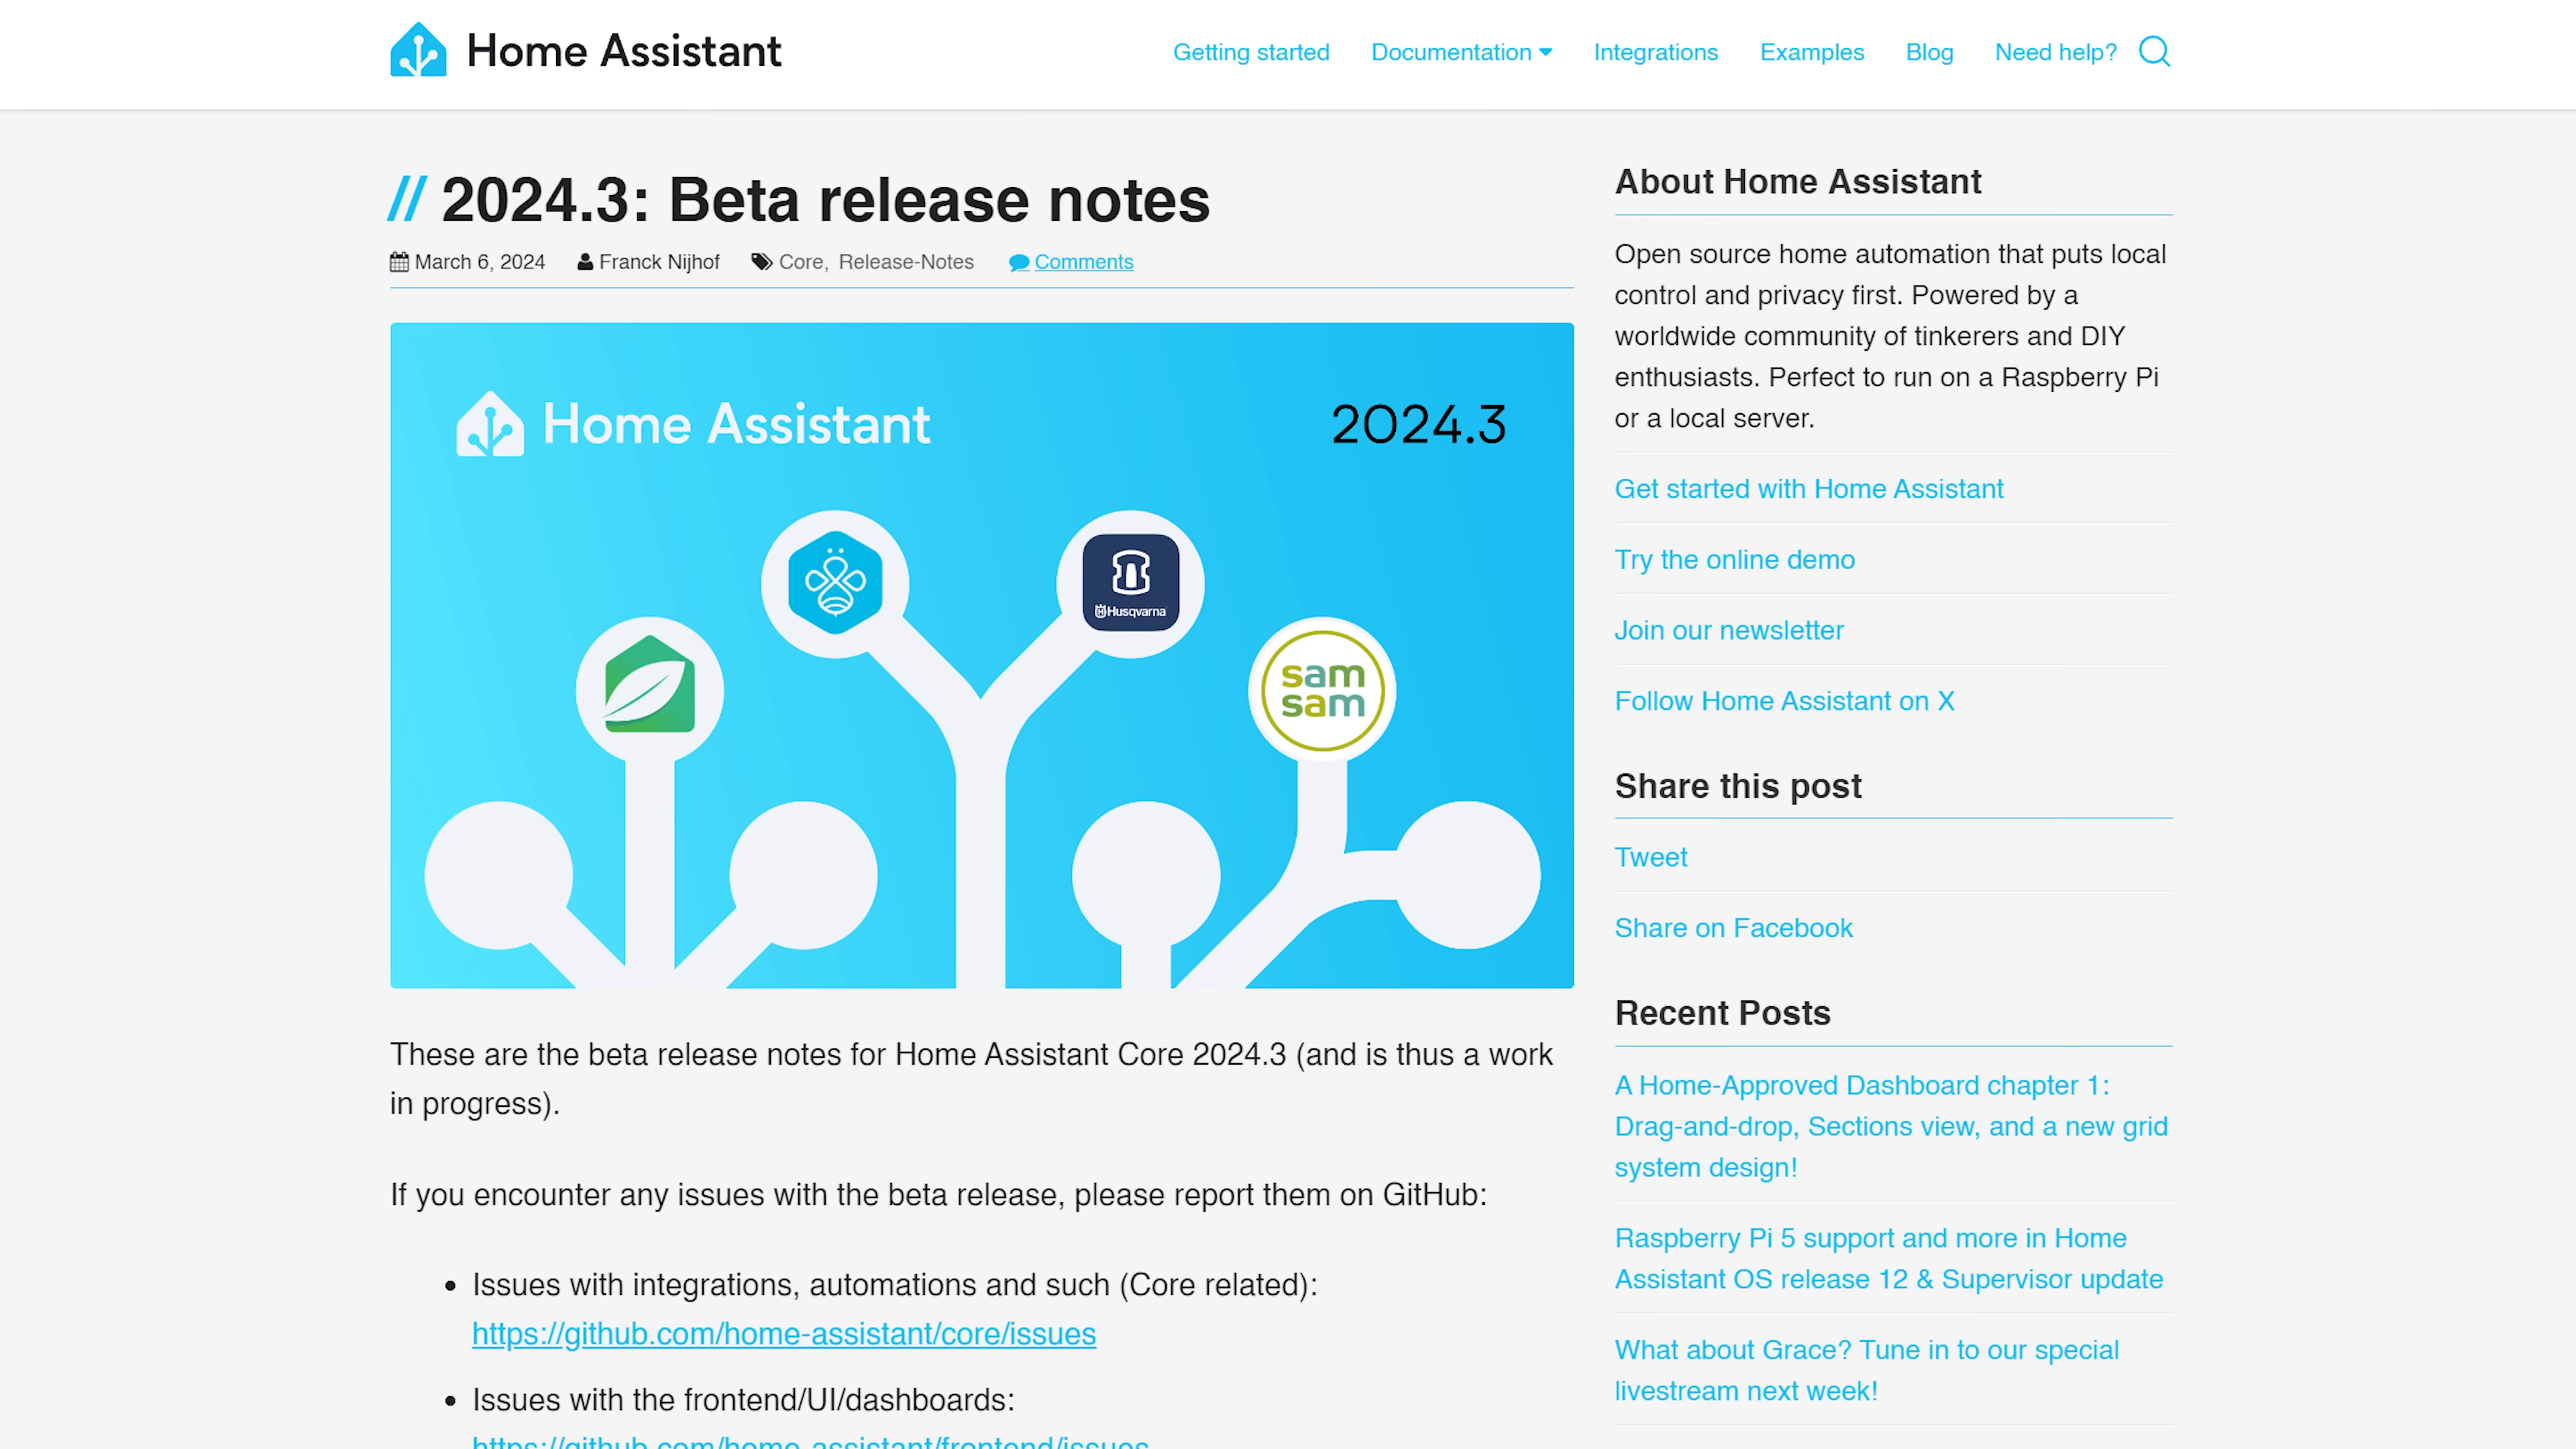 Home Assistant
Getting started
Documentation
Integrations
Examples
Blog
Need help?
// 2024.3: Beta release notes
March 6, 2024
Franck Nijhof
Core, Release-Notes
Comments
Home Assistant
2024.3
Husqvarna
sam
sam
These are the beta release notes for Home Assistant Core 2024.3 (and is thus a work
in progress).
If you encounter any issues with the beta release, please report them on GitHub:
• Issues with integrations, automations and such (Core related):
https://github.com/home-assistant/core/issues
• Issues with the frontend/UI/dashboards:
https://github.com/home-assistant/frontend/issues
About Home Assistant
Open source home automation that puts local
control and privacy first. Powered by a
worldwide community of tinkerers and DIY
enthusiasts. Perfect to run on a Raspberry Pi
or a local server.
Get started with Home Assistant
Try the online demo
Join our newsletter
Follow Home Assistant on X
Share this post
Tweet
Share on Facebook
Recent Posts
A Home-Approved Dashboard chapter 1:
Drag-and-drop, Sections view, and a new grid
system design!
Raspberry Pi 5 support and more in Home
Assistant OS release 12 & Supervisor update
What about Grace? Tune in to our special
livestream next week!